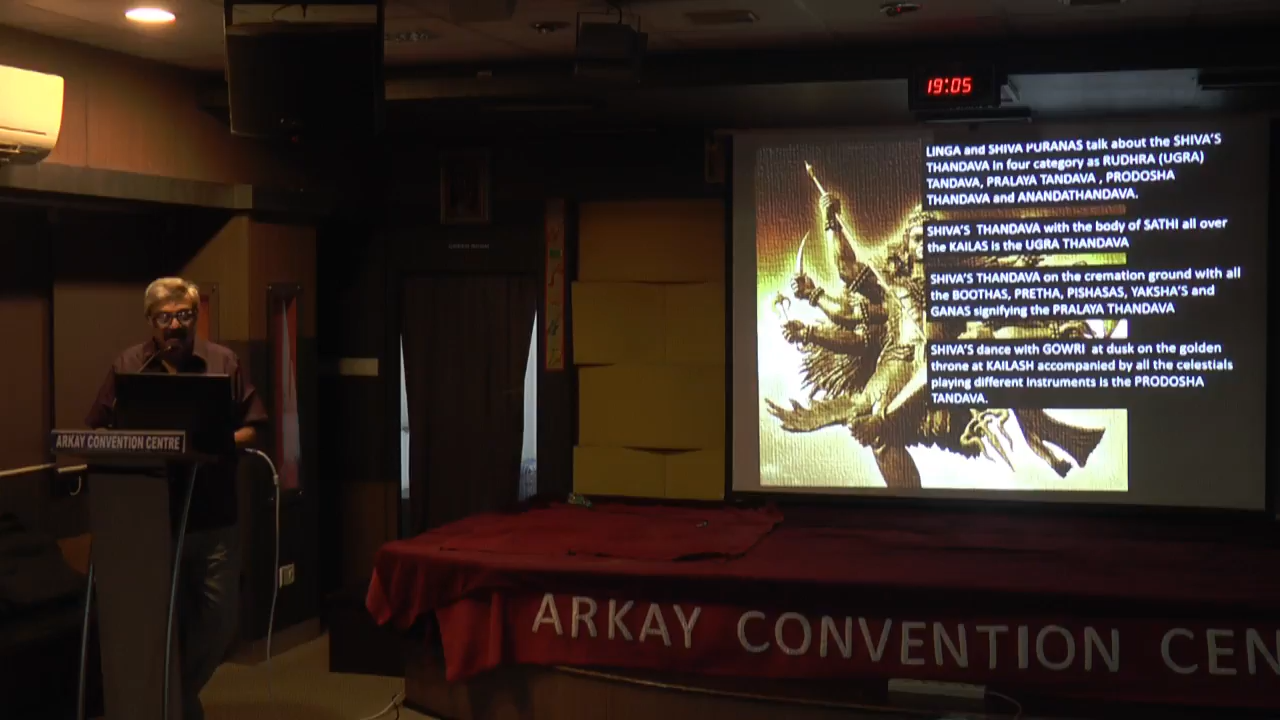 19:05
LINGA and SHIVA PURANAS talk about the SHIVA'S
THANDAVA in four category as RUDHRA (UGRA)
TANDAVA, PRALAYA TANDAVA , PRODOSHA
THANDAVA and ANANDATHANDAVA.
SHIVA'S THANDAVA with the body of SATHI all over
the KAILAS is the UGRA THANDAVA
SHIVA'S THANDAVA on the cremation ground with all
the BOOTHAS, PRETHA, PISHASAS, YAKSHA'S and
GANAS signifying the PRALAYA THANDAVA
SHIVA'S dance with GOWRI at dusk on the golden
throne at KAILASH accompanied by all the celestials
playing different instruments is the PRODOSHA
TANDAVA.
ARKAY CONVENTION CENTRE
ARKAY CONVENTION CEN